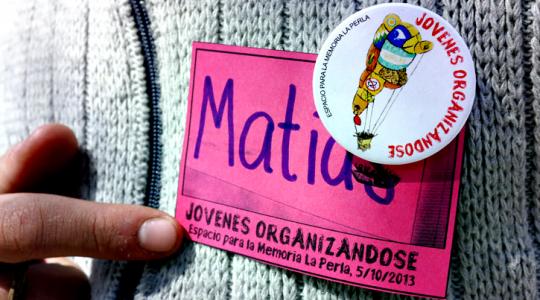 ESPACIO PARA LA MEMORIA LA PERLA
JOVENES ORGANIZANDOSE
Matias
JOVENES ORGANIZANDOSE
Espacio para la Memoria La Perla, 5/10/2013